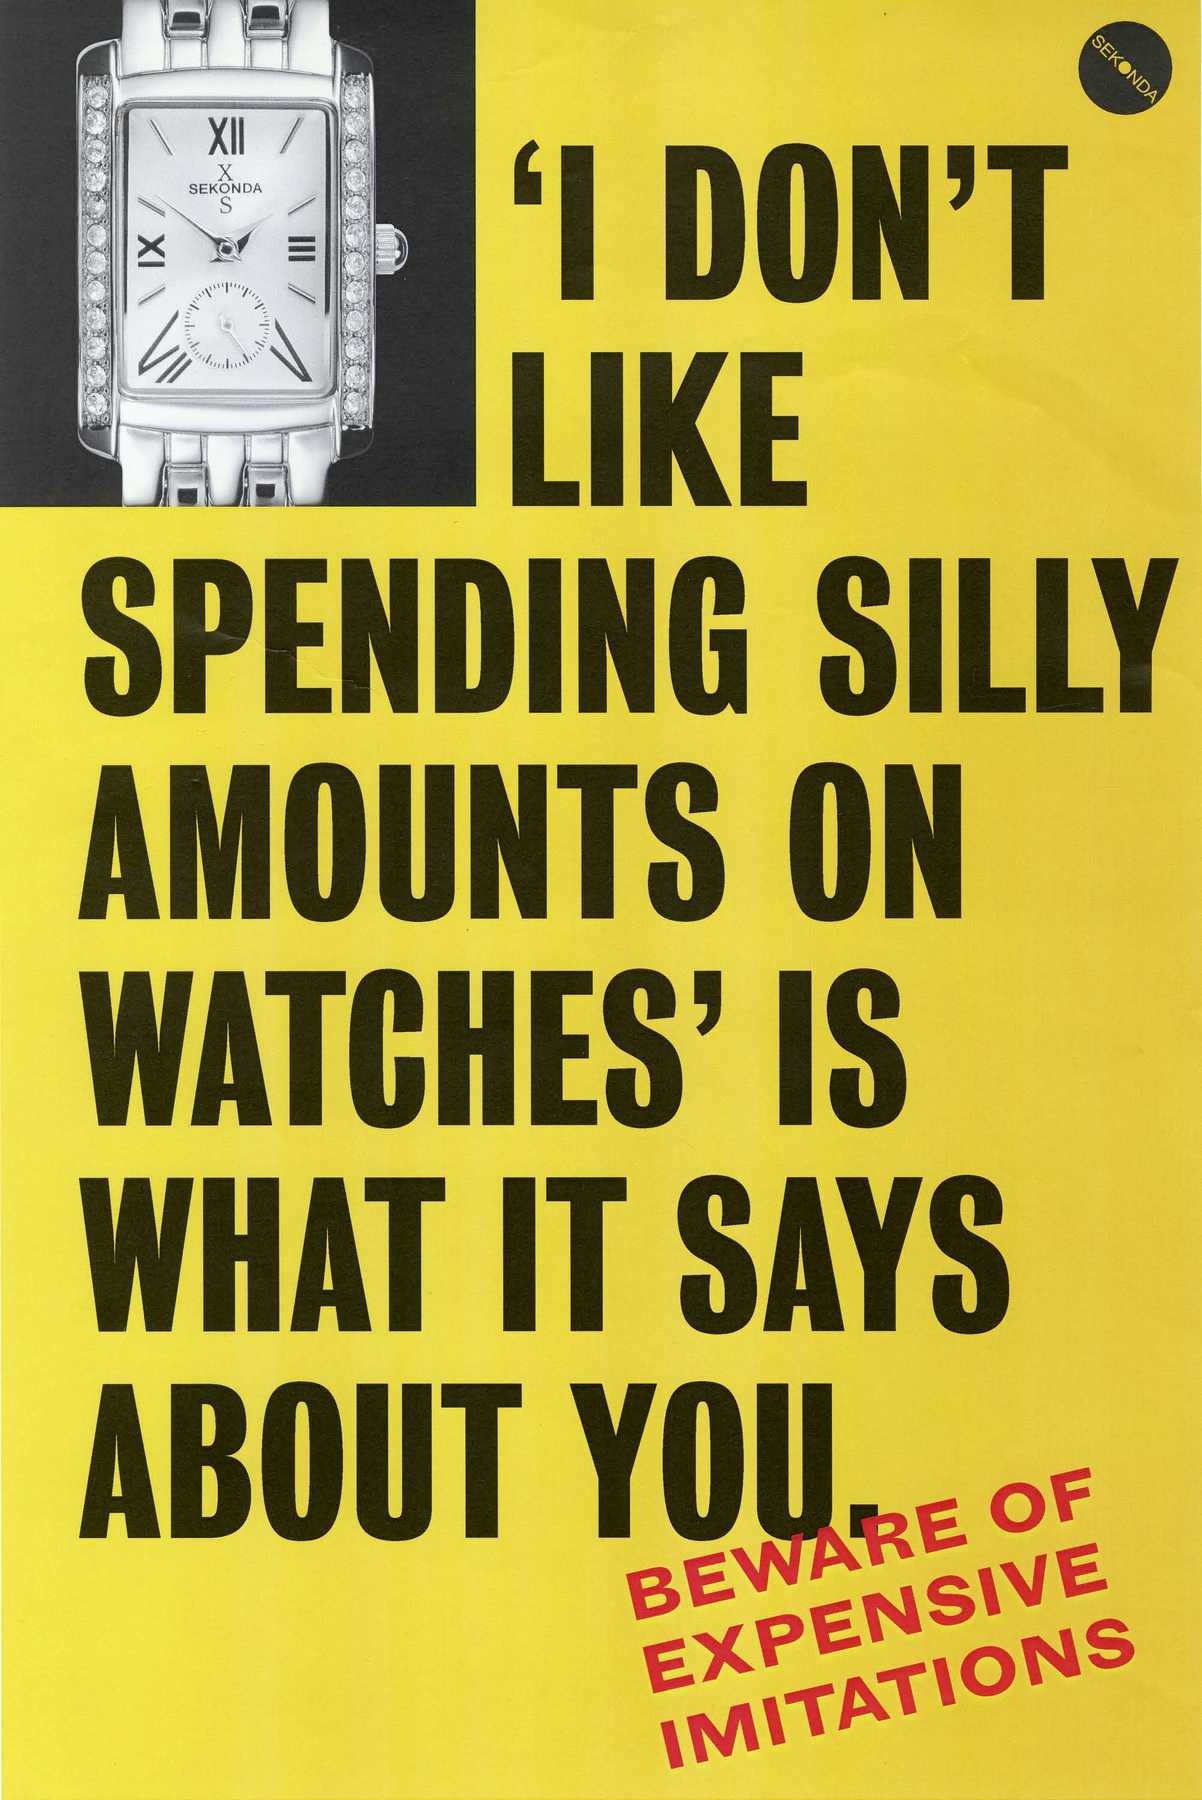 XII
X
SEKONDA
S
IX
III
VII
V
SEKONDA
‘I DON’T
LIKE
SPENDING SILLY
AMOUNTS ON
WATCHES’ IS
WHAT IT SAYS
ABOUT YOU.
BEWARE OF
EXPENSIVE
IMITATIONS